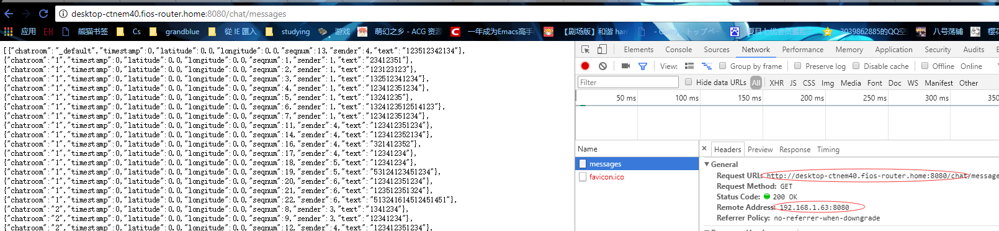 desktop-ctnem40.fios-router.home:8080/chat/messages
应用 熊猫书签 Cs grandblue 從 IE 匯入 studying 游戏 萌幻之乡 - ACG 资源 一年成为Emacs高手 【剧场版】和谐 ham - Guilty - トップペー 夏目七优会员策版 2039862885的QQ空 八号荡铺 樱花
[{"chatroom":"_default","timestamp":0,"latitude":0.0,"longitude":0.0,"seqnum":13,"sender":4,"text":"123512342134"},
{"chatroom":"1","timestamp":0,"latitude":0.0,"longitude":0.0,"seqnum":1,"sender":1,"text":"23412351"},
{"chatroom":"1","timestamp":0,"latitude":0.0,"longitude":0.0,"seqnum":2,"sender":1,"text":"123123123"},
{"chatroom":"1","timestamp":0,"latitude":0.0,"longitude":0.0,"seqnum":3,"sender":1,"text":"132512341234"},
{"chatroom":"1","timestamp":0,"latitude":0.0,"longitude":0.0,"seqnum":4,"sender":1,"text":"123412351234"},
{"chatroom":"1","timestamp":0,"latitude":0.0,"longitude":0.0,"seqnum":5,"sender":1,"text":"13241235"},
{"chatroom":"1","timestamp":0,"latitude":0.0,"longitude":0.0,"seqnum":6,"sender":1,"text":"1324123512514123"},
{"chatroom":"1","timestamp":0,"latitude":0.0,"longitude":0.0,"seqnum":7,"sender":1,"text":"123412351234"},
{"chatroom":"1","timestamp":0,"latitude":0.0,"longitude":0.0,"seqnum":11,"sender":4,"text":"123412351234"},
{"chatroom":"1","timestamp":0,"latitude":0.0,"longitude":0.0,"seqnum":14,"sender":4,"text":"123412352134"},
{"chatroom":"1","timestamp":0,"latitude":0.0,"longitude":0.0,"seqnum":16,"sender":4,"text":"321412352"},
{"chatroom":"1","timestamp":0,"latitude":0.0,"longitude":0.0,"seqnum":17,"sender":4,"text":"12341234"},
{"chatroom":"1","timestamp":0,"latitude":0.0,"longitude":0.0,"seqnum":18,"sender":5,"text":"12341234"},
{"chatroom":"1","timestamp":0,"latitude":0.0,"longitude":0.0,"seqnum":19,"sender":5,"text":"53124123451234"},
{"chatroom":"1","timestamp":0,"latitude":0.0,"longitude":0.0,"seqnum":20,"sender":6,"text":"123412351234"},
{"chatroom":"1","timestamp":0,"latitude":0.0,"longitude":0.0,"seqnum":21,"sender":6,"text":"123512351324"},
{"chatroom":"1","timestamp":0,"latitude":0.0,"longitude":0.0,"seqnum":22,"sender":6,"text":"513241614512451451"},
{"chatroom":"2","timestamp":0,"latitude":0.0,"longitude":0.0,"seqnum":8,"sender":3,"text":"1341234"},
{"chatroom":"2","timestamp":0,"latitude":0.0,"longitude":0.0,"seqnum":9,"sender":3,"text":"12341234"},
{"chatroom":"2","timestamp":0,"latitude":0.0,"longitude":0.0,"seqnum":12,"sender":4,"text":"123412351234"},
Elements Console Sources Network Performance Memory Application Security Audits
View: Group by frame Preserve log Disable cache Offline Online
Filter Hide data URLs All XHR JS CSS Img Media Font Doc WS Manifest Other
50 ms 100 ms 150 ms 200 ms 250 ms 300 ms 350
Name
messages
favicon.ico
× Headers Preview Response Timing
General
Request URL: http://desktop-ctnem40.fios-router.home:8080/chat/message
Request Method: GET
Status Code: 200 OK
Remote Address: 192.168.1.63:8080
Referrer Policy: no-referrer-when-downgrade